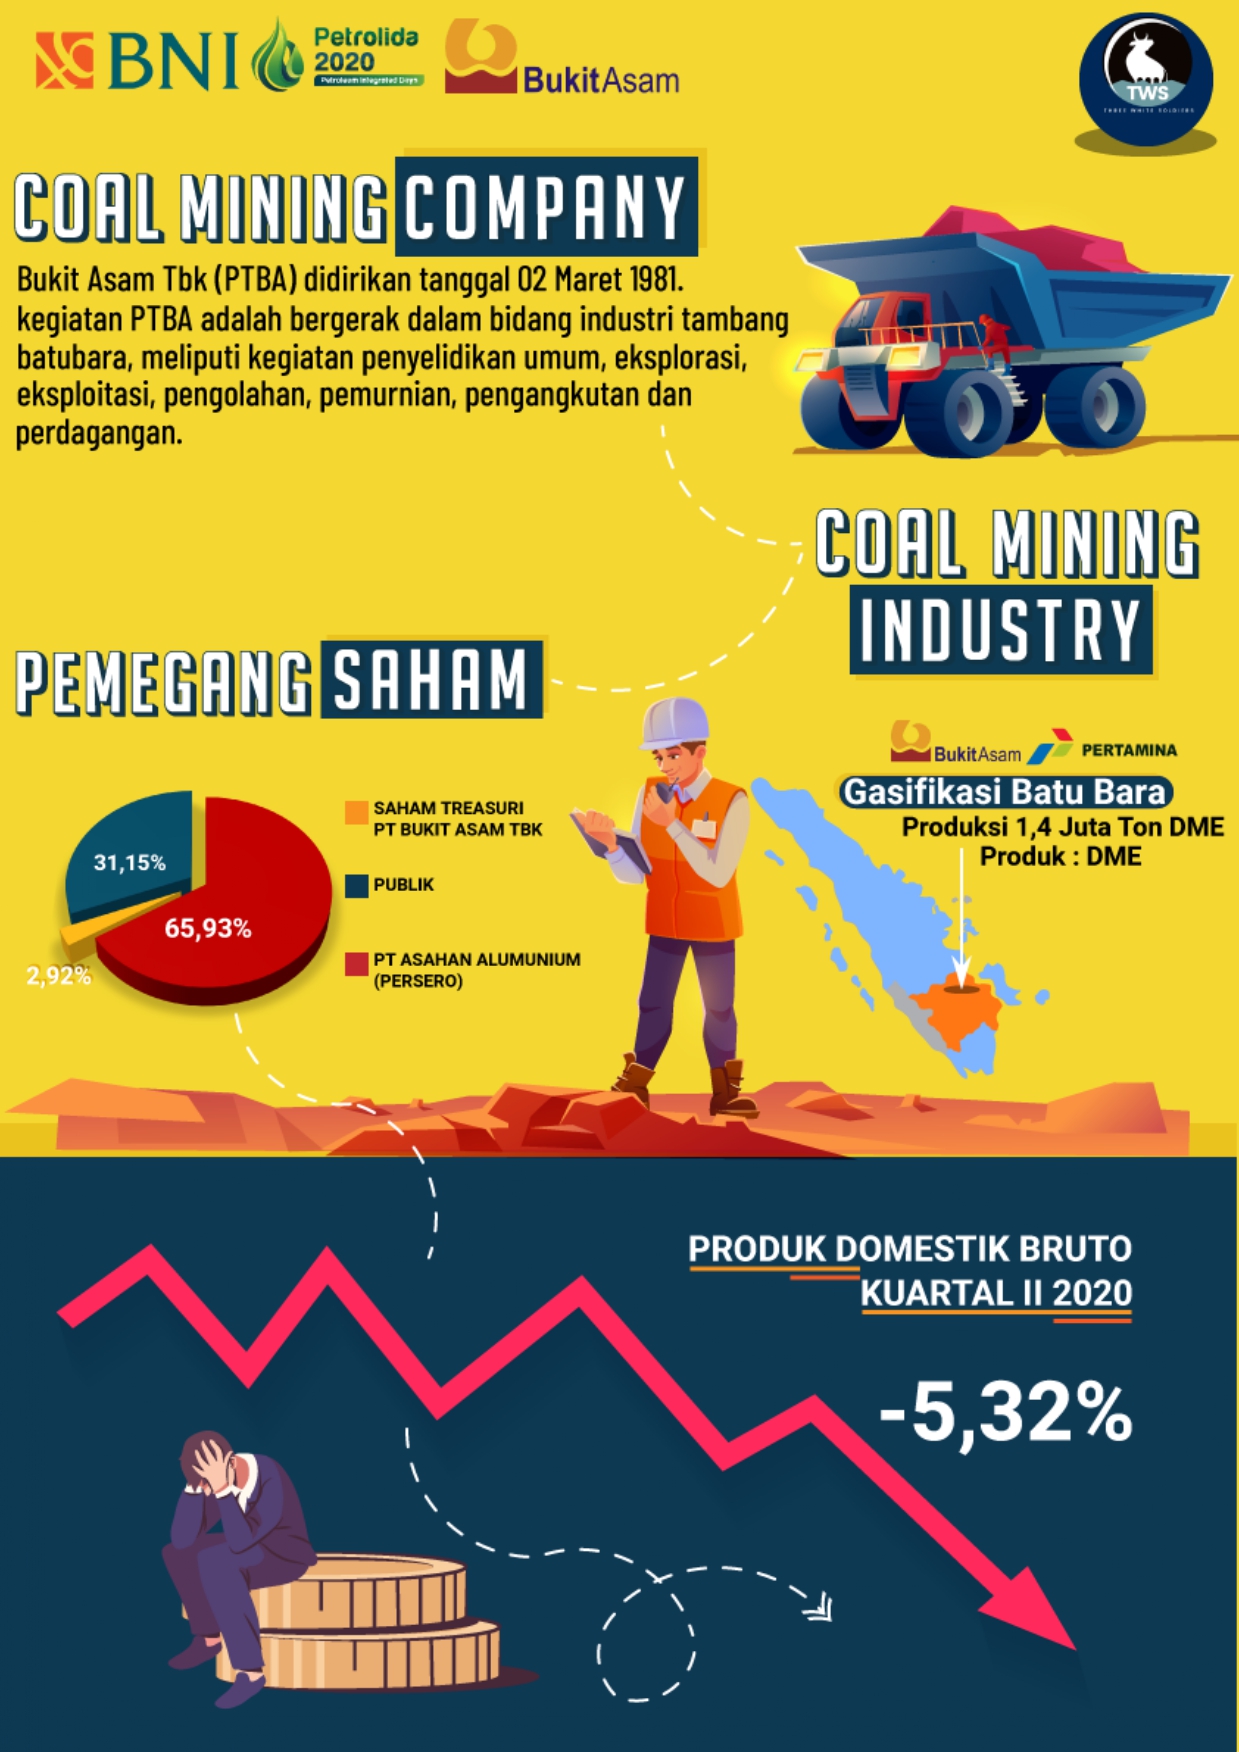 BNI
Petrolida
2020
Petroleum Integrated Days
BukitAsam
TWS
THREE WHITE SOLDIERS
COAL MINING COMPANY
Bukit Asam Tbk (PTBA) didirikan tanggal 02 Maret 1981.
kegiatan PTBA adalah bergerak dalam bidang industri tambang
batubara, meliputi kegiatan penyelidikan umum, eksplorasi,
eksploitasi, pengolahan, pemurnian, pengangkutan dan
perdagangan.
COAL MINING
INDUSTRY
PEMEGANG SAHAM
BukitAsam
PERTAMINA
Gasifikasi Batu Bara
Produksi 1,4 Juta Ton DME
Produk : DME
31,15%
65,93%
2,92%
SAHAM TREASURI
PT BUKIT ASAM TBK
PUBLIK
PT ASAHAN ALUMUNIUM
(PERSERO)
PRODUK DOMESTIK BRUTO
KUARTAL II 2020
-5,32%